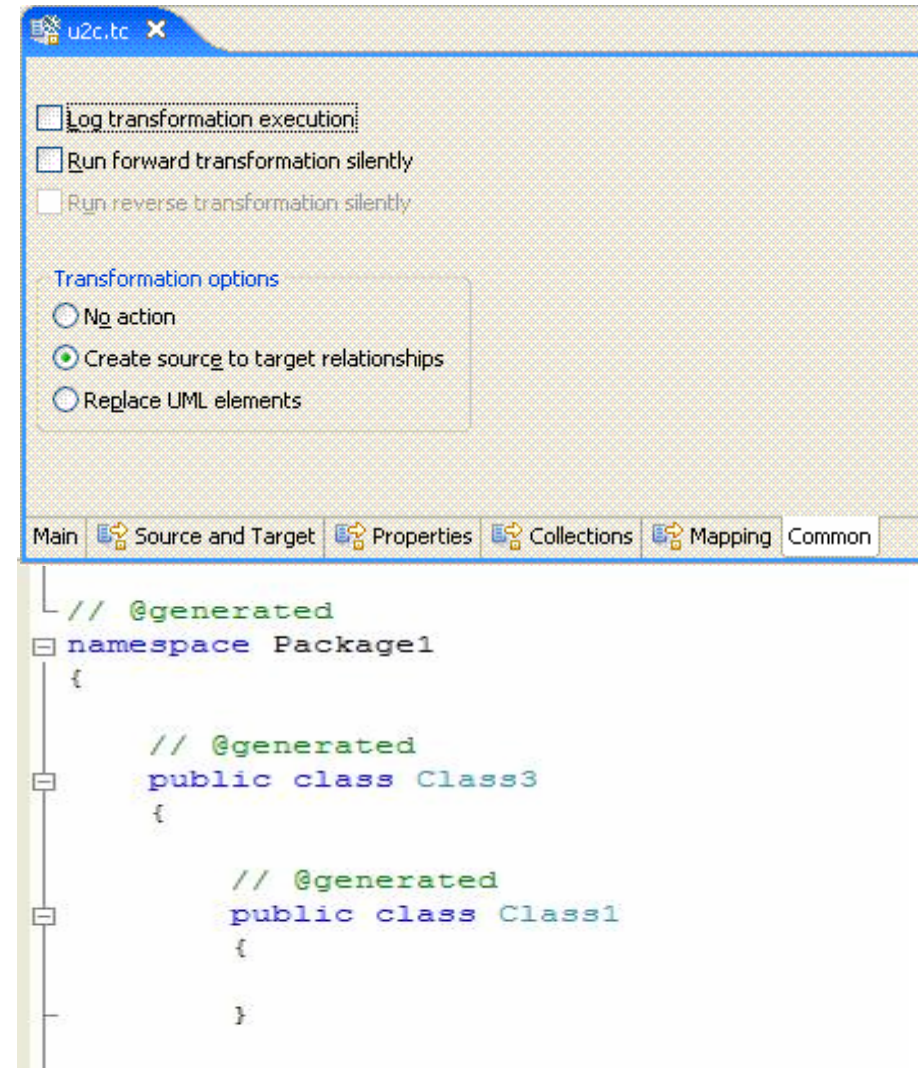 u2c.tc
Log transformation execution
Run forward transformation silently
Run reverse transformation silently
Transformation options
No action
Create source to target relationships
Replace UML elements
Main Source and Target Properties Collections Mapping Common
// @generated
namespace Package1
{
// @generated
public class Class3
{
// @generated
public class Class1
{
}